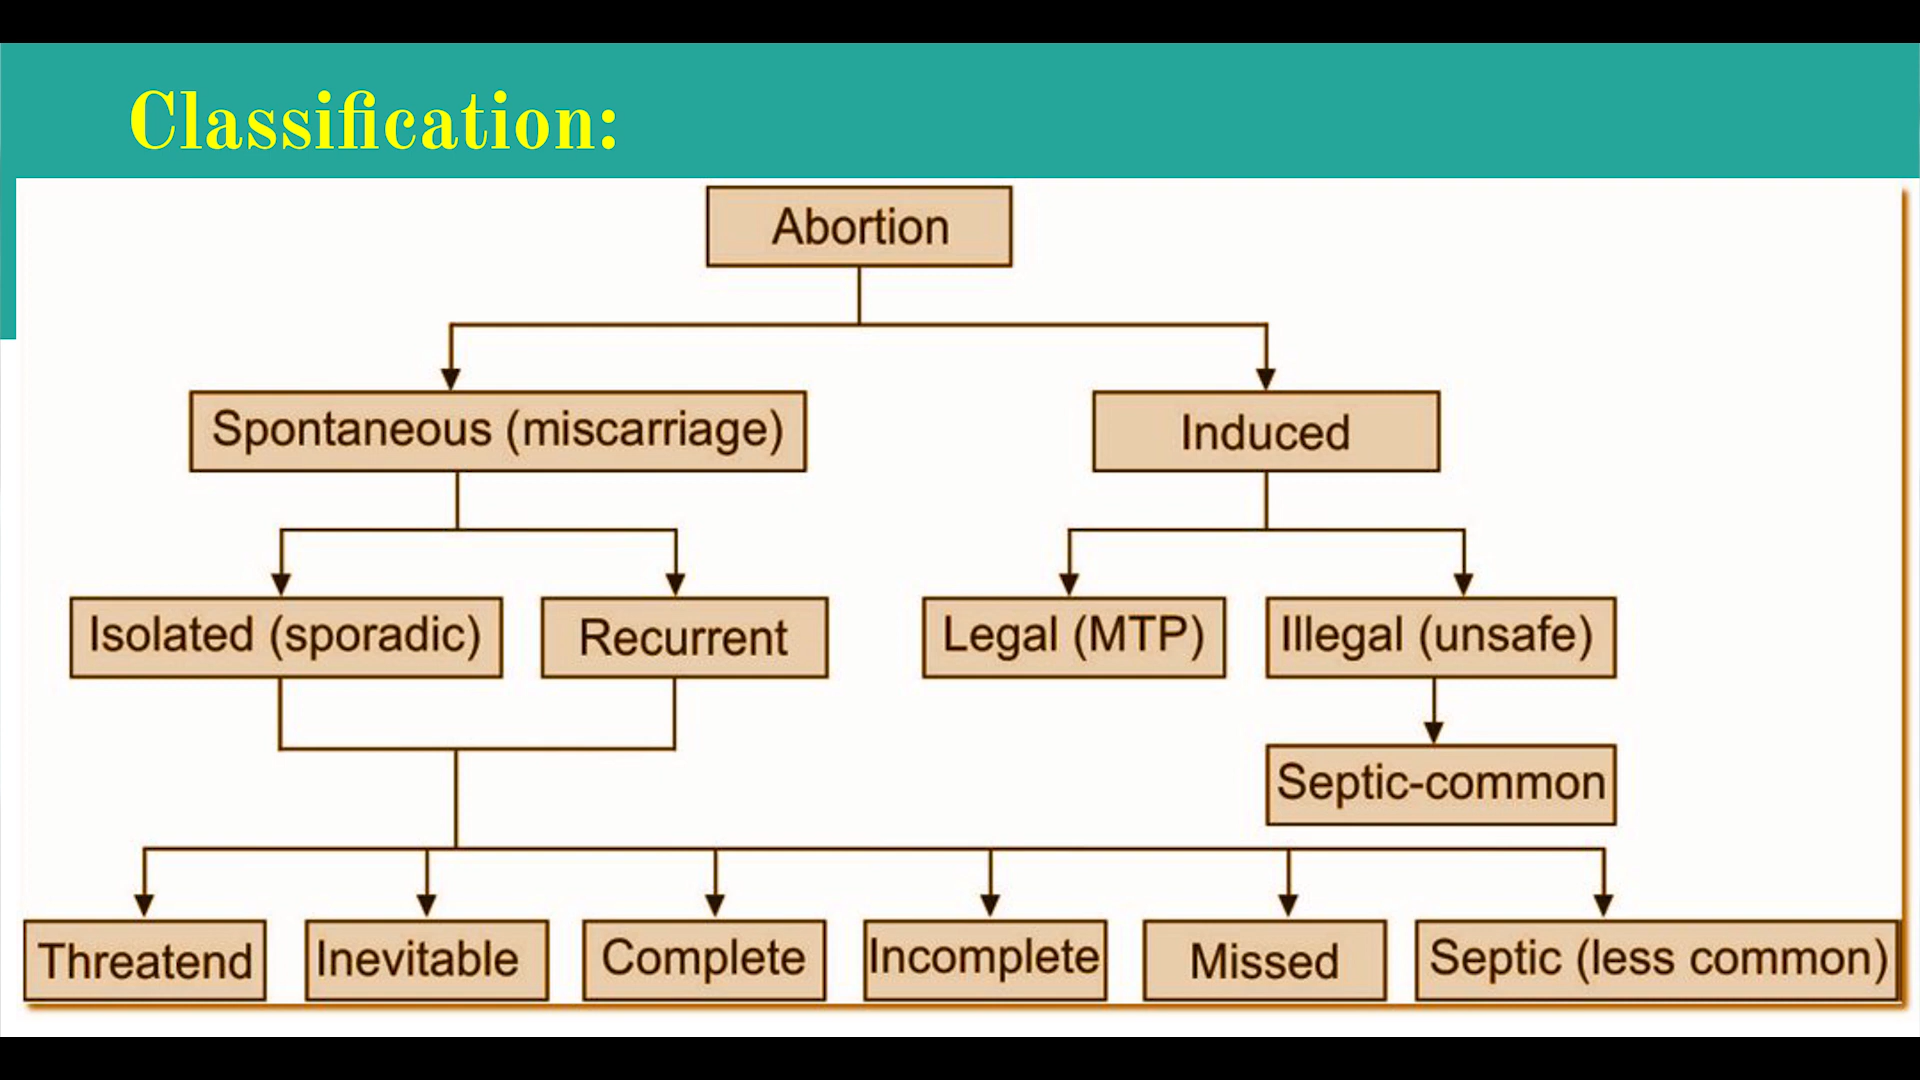 Classification:
Abortion
Spontaneous (miscarriage)
Induced
Isolated (sporadic)
Recurrent
Legal (MTP)
Illegal (unsafe)
Septic-common
Threatend
Inevitable
Complete
Incomplete
Missed
Septic (less common)